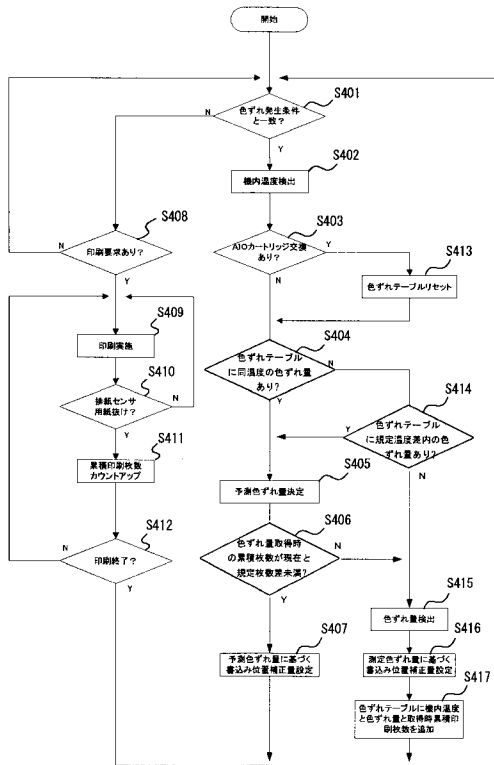 開始
S401
色ずれ発生条件
と一致?
N
Y
S402
機内温度検出
S408
印刷要求あり?
N
Y
S403
AIOカートリッジ交換
あり?
Y
N
S413
色ずれテーブルリセット
S409
印刷実施
S404
色ずれテーブル
に同温度の色ずれ量
あり?
N
Y
S410
排紙センサ
用紙抜け?
N
Y
S414
色ずれテーブル
に規定温度差内の色
ずれ量あり?
Y
N
S411
累積印刷枚数
カウントアップ
S405
予測色ずれ量決定
S412
印刷終了?
N
Y
S406
色ずれ量取得時
の累積枚数が現在と
規定枚数差未満?
N
Y
S415
色ずれ量検出
S407
予測色ずれ量に基づく
書込み位置補正量設定
S416
測定色ずれ量に基づく
書込み位置補正量設定
S417
色ずれテーブルに機内温度
と色ずれ量と取得時累積印
刷枚数を追加